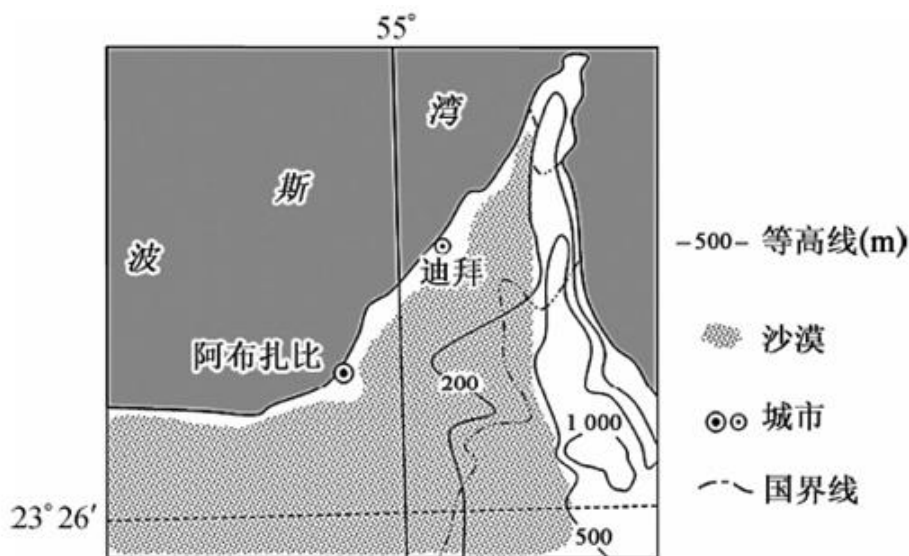 55°
湾
斯
波
迪拜
阿布扎比
200
1 000
23°26′
500
-500- 等高线(m)
沙漠
城市
国界线